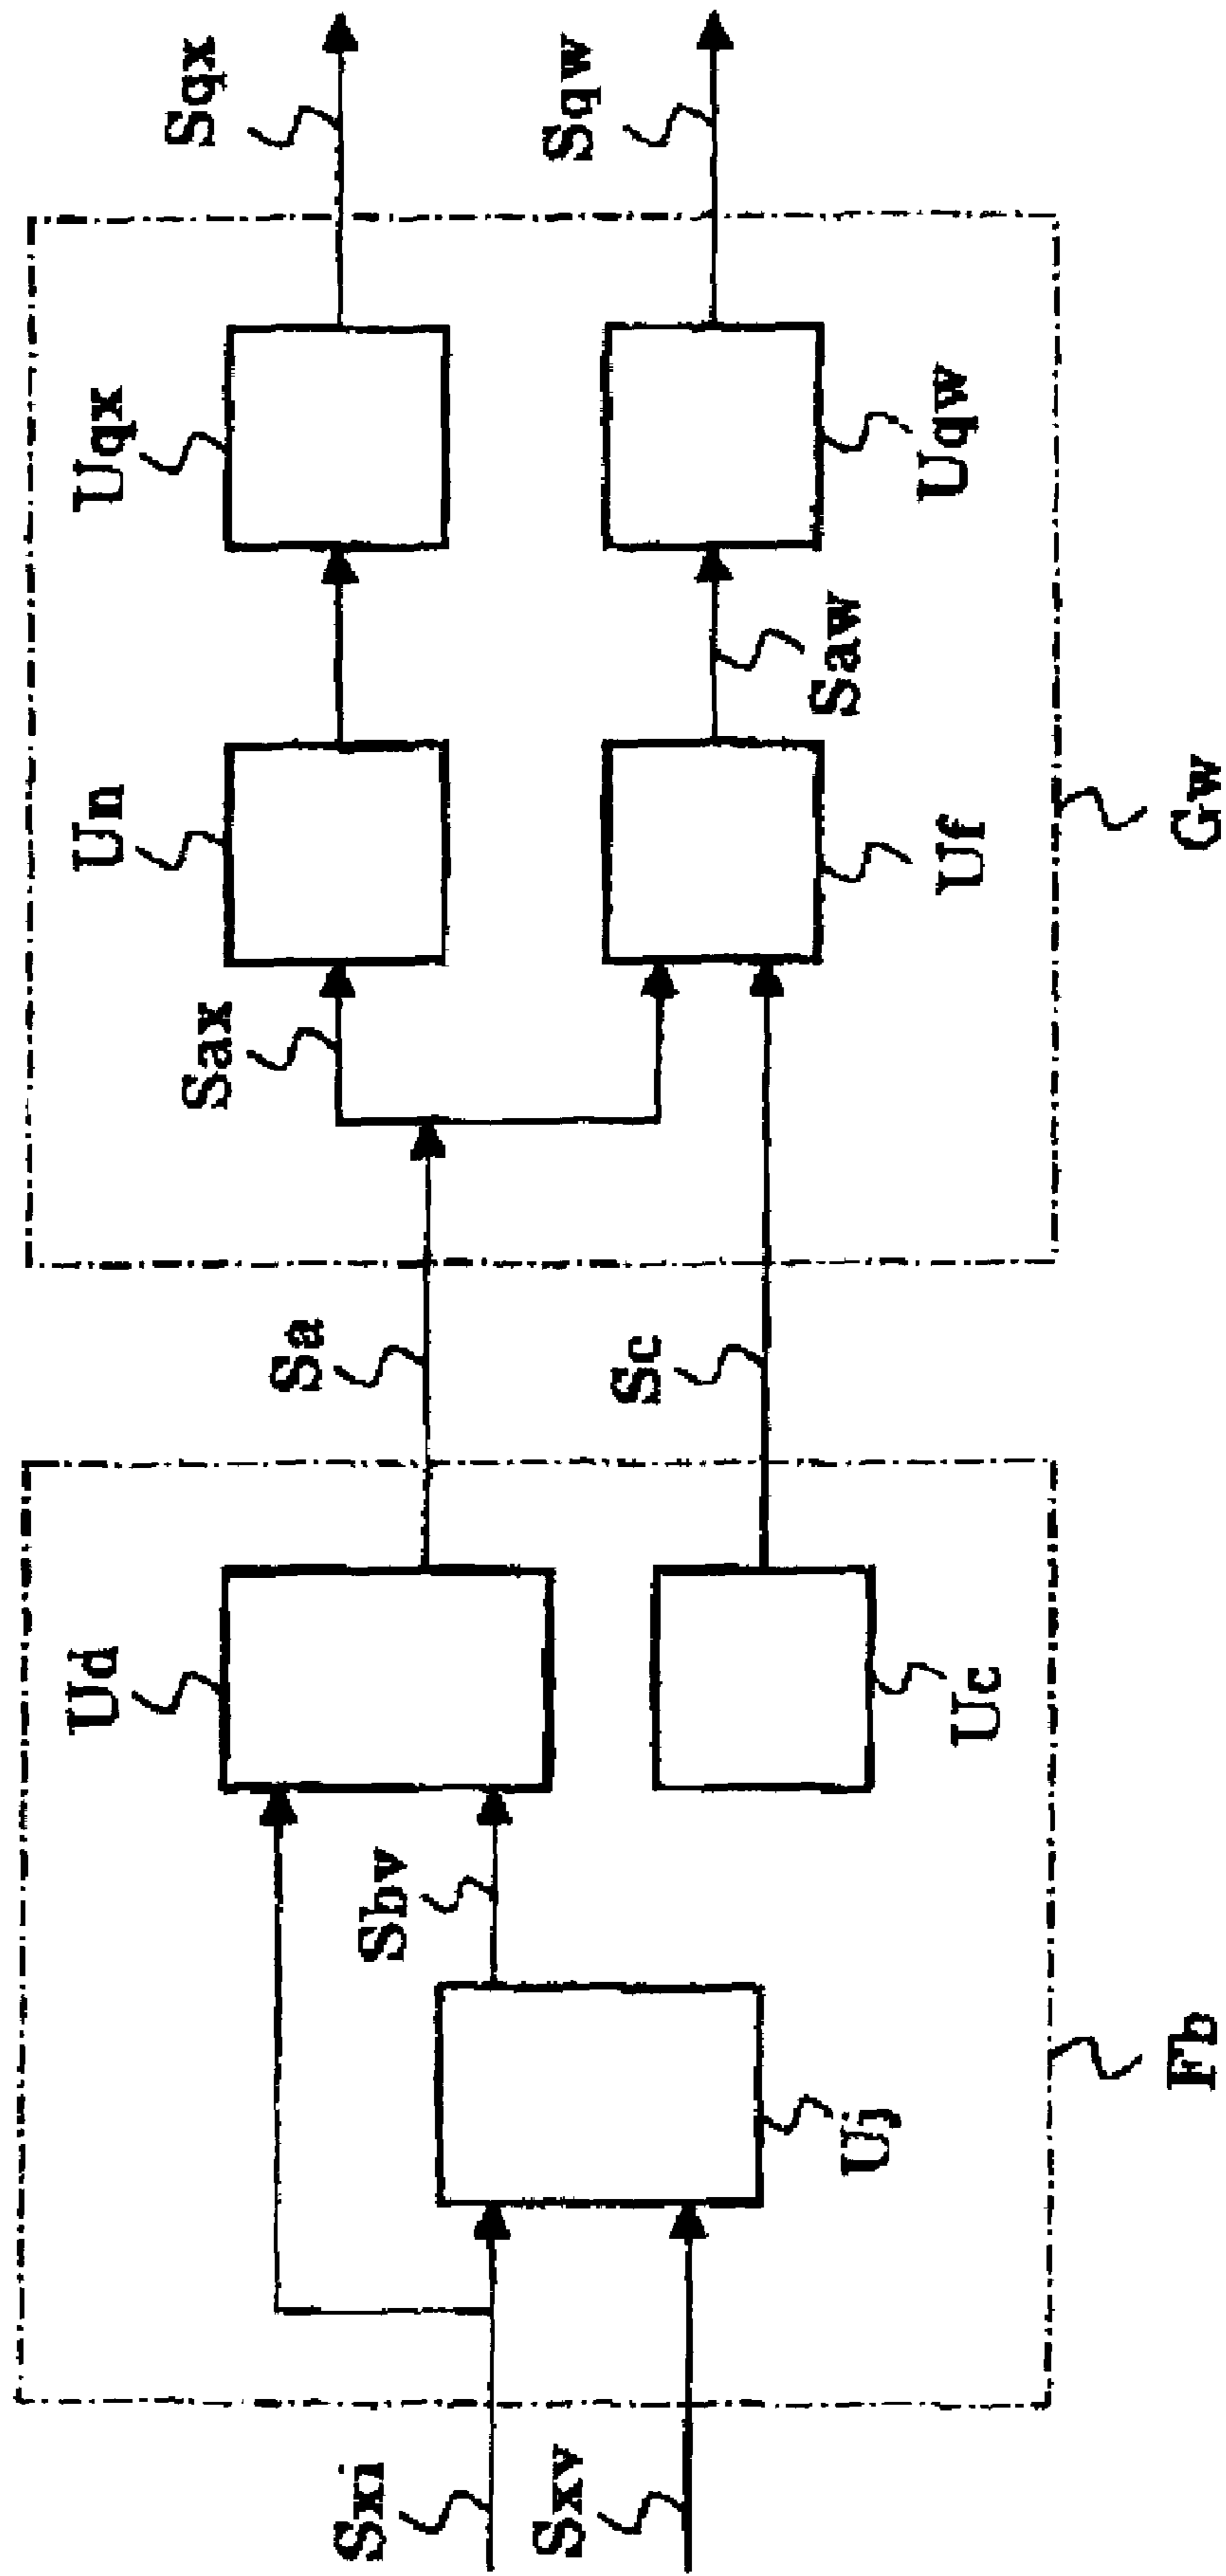 Sxi
Sxv
Uj
Sbv
Ud
Uc
Fb
Sa
Sc
Sax
Un
Uf
Saw
Uqx
Uqw
Gw
Sqx
Sqw